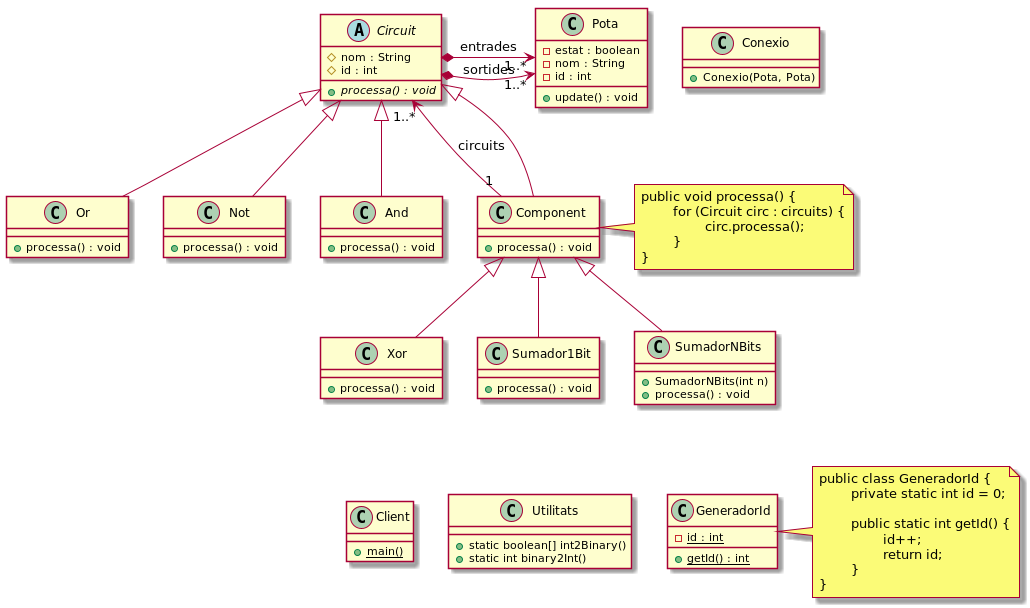 A Circuit
nom : String
id : int
processa() : void
entrades
1..*
sortides
1..*
C Pota
estat : boolean
nom : String
id : int
update() : void
C Conexio
Conexio(Pota, Pota)
1..*
circuits
1
C Or
processa() : void
C Not
processa() : void
C And
processa() : void
C Component
processa() : void
public void processa() {
for (Circuit circ : circuits) {
circ.processa();
}
}
C Xor
processa() : void
C Sumador1Bit
processa() : void
C SumadorNBits
SumadorNBits(int n)
processa() : void
C Client
main()
C Utilitats
static boolean[] int2Binary()
static int binary2Int()
C GeneradorId
id : int
getId() : int
public class GeneradorId {
private static int id = 0;
public static int getId() {
id++;
return id;
}
}